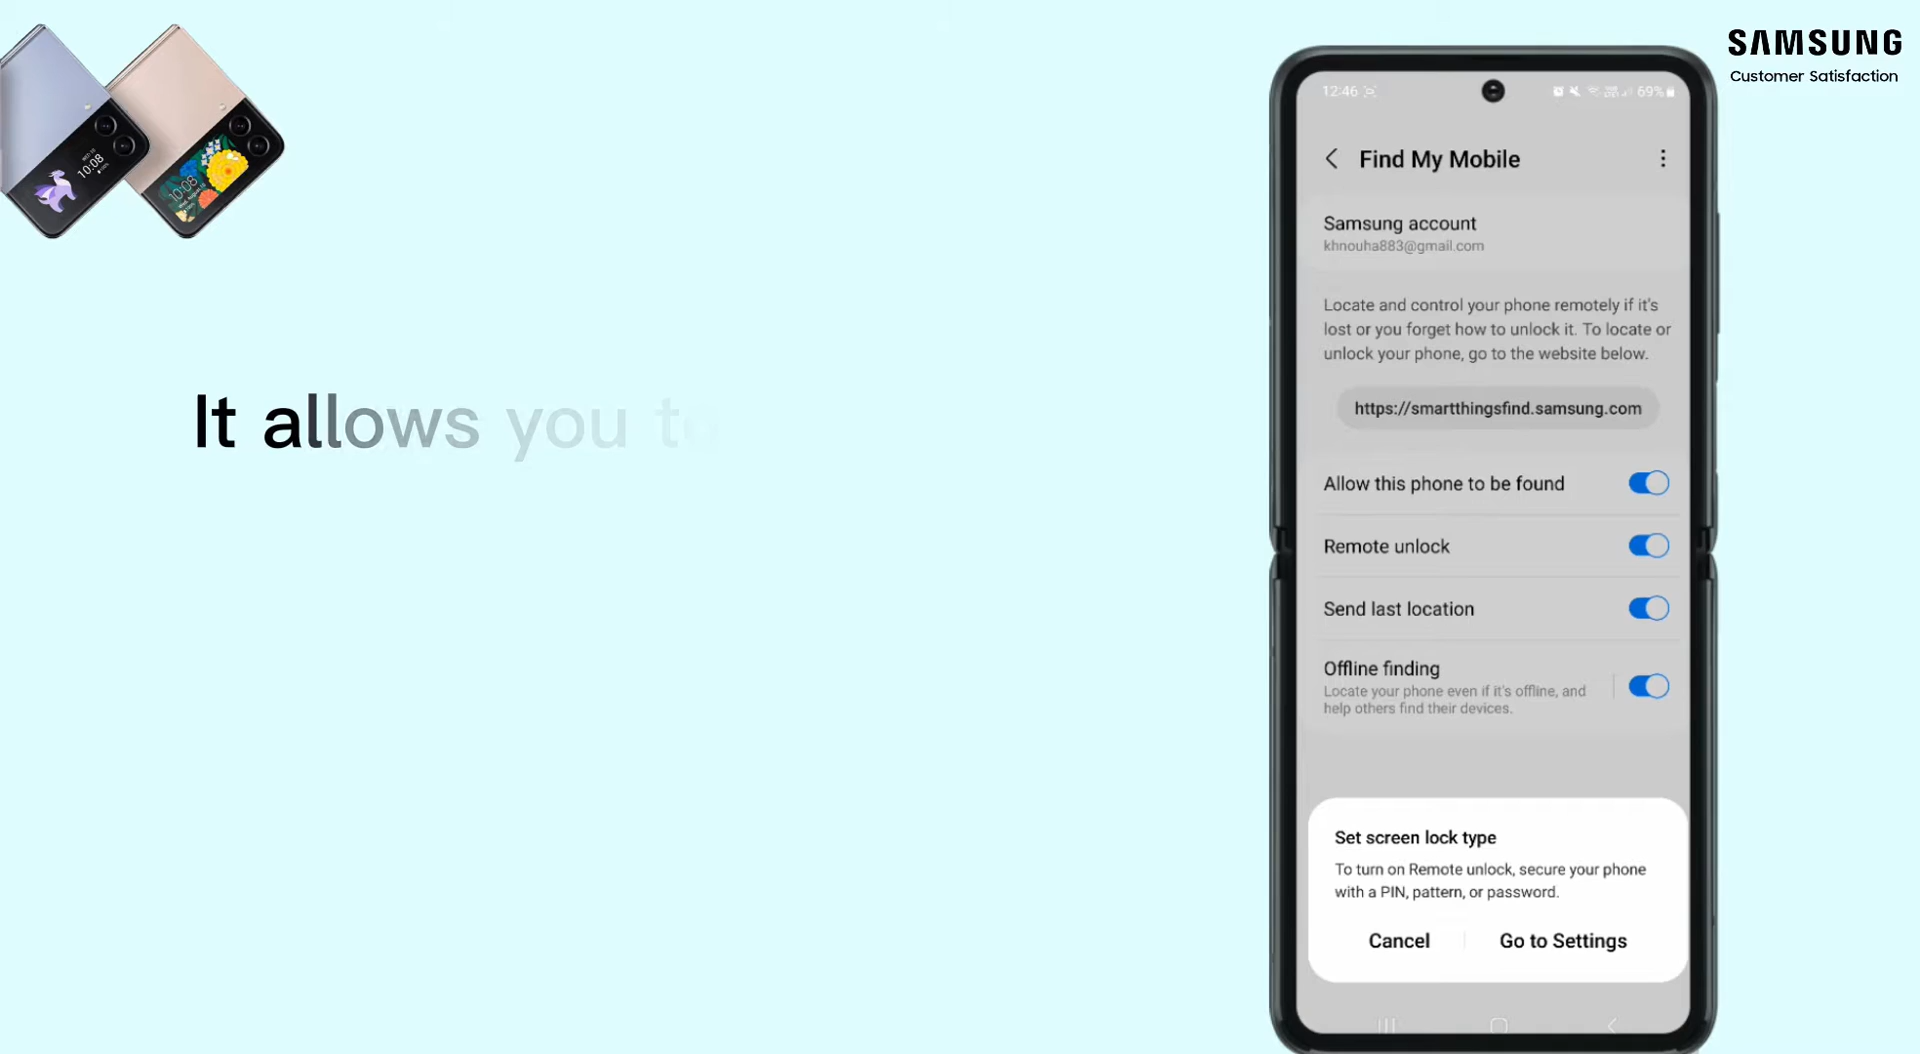 SAMSUNG
Customer Satisfaction
10:08
10:08
12:46
69%
Find My Mobile
Samsung account
khnouha883@gmail.com
Locate and control your phone remotely if it's
lost or you forget how to unlock it. To locate or
unlock your phone, go to the website below.
https://smartthingsfind.samsung.com
It allows you to
Allow this phone to be found
Remote unlock
Send last location
Offline finding
Locate your phone even if it's offline, and
help others find their devices.
Set screen lock type
To turn on Remote unlock, secure your phone
with a PIN, pattern, or password.
Cancel
Go to Settings